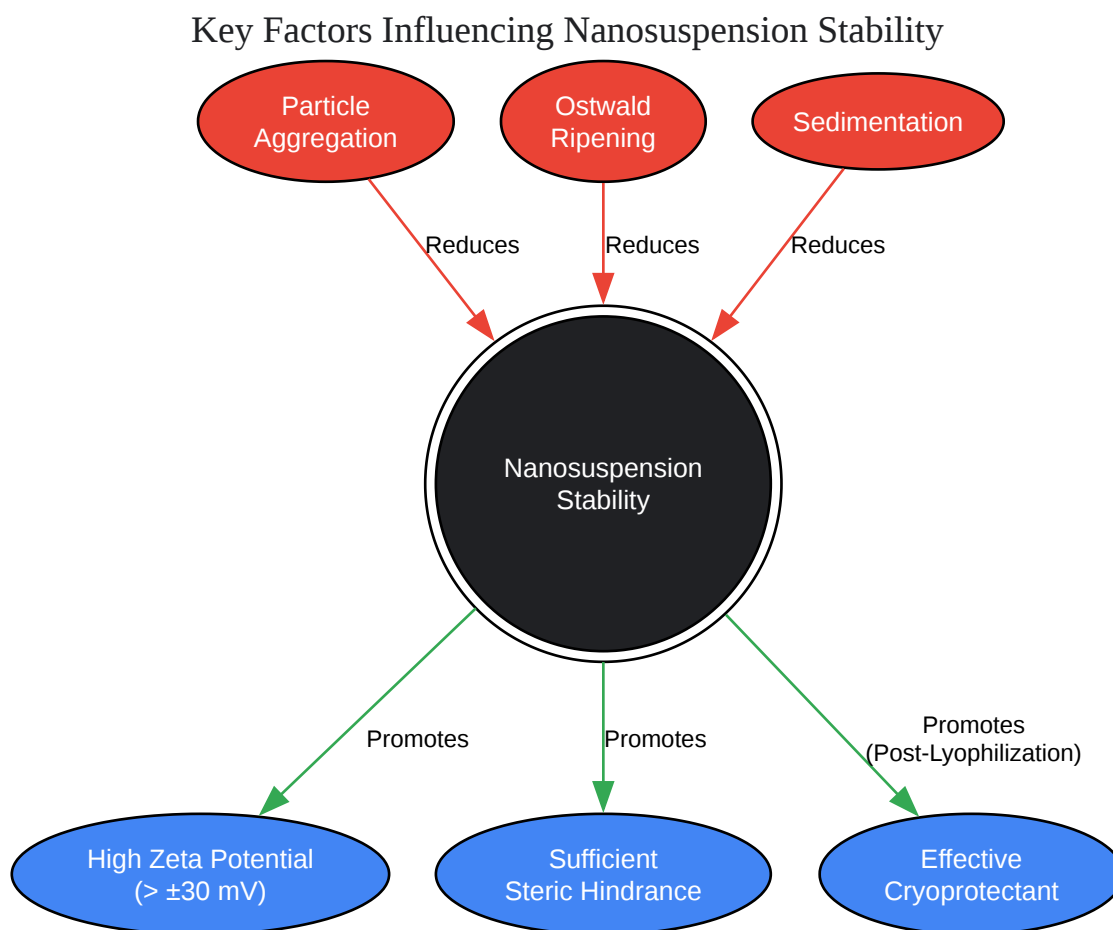 Key Factors Influencing Nanosuspension Stability
Particle
Aggregation
Ostwald
Ripening
Sedimentation
Reduces
Reduces
Reduces
Nanosuspension
Stability
Promotes
Promotes
Promotes
(Post-Lyophilization)
High Zeta Potential
(> ±30 mV)
Sufficient
Steric Hindrance
Effective
Cryoprotectant